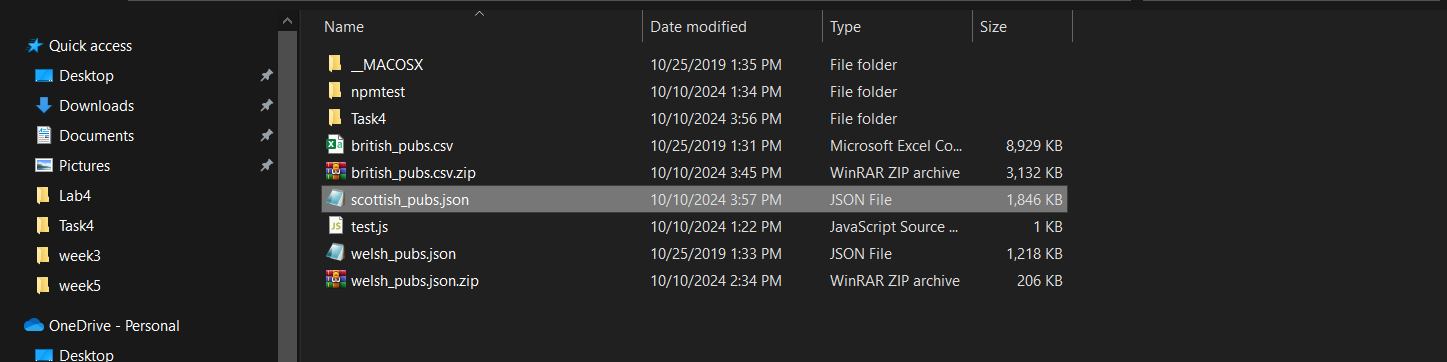 Name Date modified Type Size
Quick access
Desktop
Downloads
Documents
Pictures
Lab4
Task4
week3
week5
OneDrive - Personal
Desktop
__MACOSX 10/25/2019 1:35 PM File folder
npmtest 10/10/2024 1:34 PM File folder
Task4 10/10/2024 3:56 PM File folder
british_pubs.csv 10/25/2019 1:31 PM Microsoft Excel Co... 8,929 KB
british_pubs.csv.zip 10/10/2024 3:45 PM WinRAR ZIP archive 3,132 KB
scottish_pubs.json 10/10/2024 3:57 PM JSON File 1,846 KB
JS test.js 10/10/2024 1:22 PM JavaScript Source ... 1 KB
welsh_pubs.json 10/25/2019 1:33 PM JSON File 1,218 KB
welsh_pubs.json.zip 10/10/2024 2:34 PM WinRAR ZIP archive 206 KB